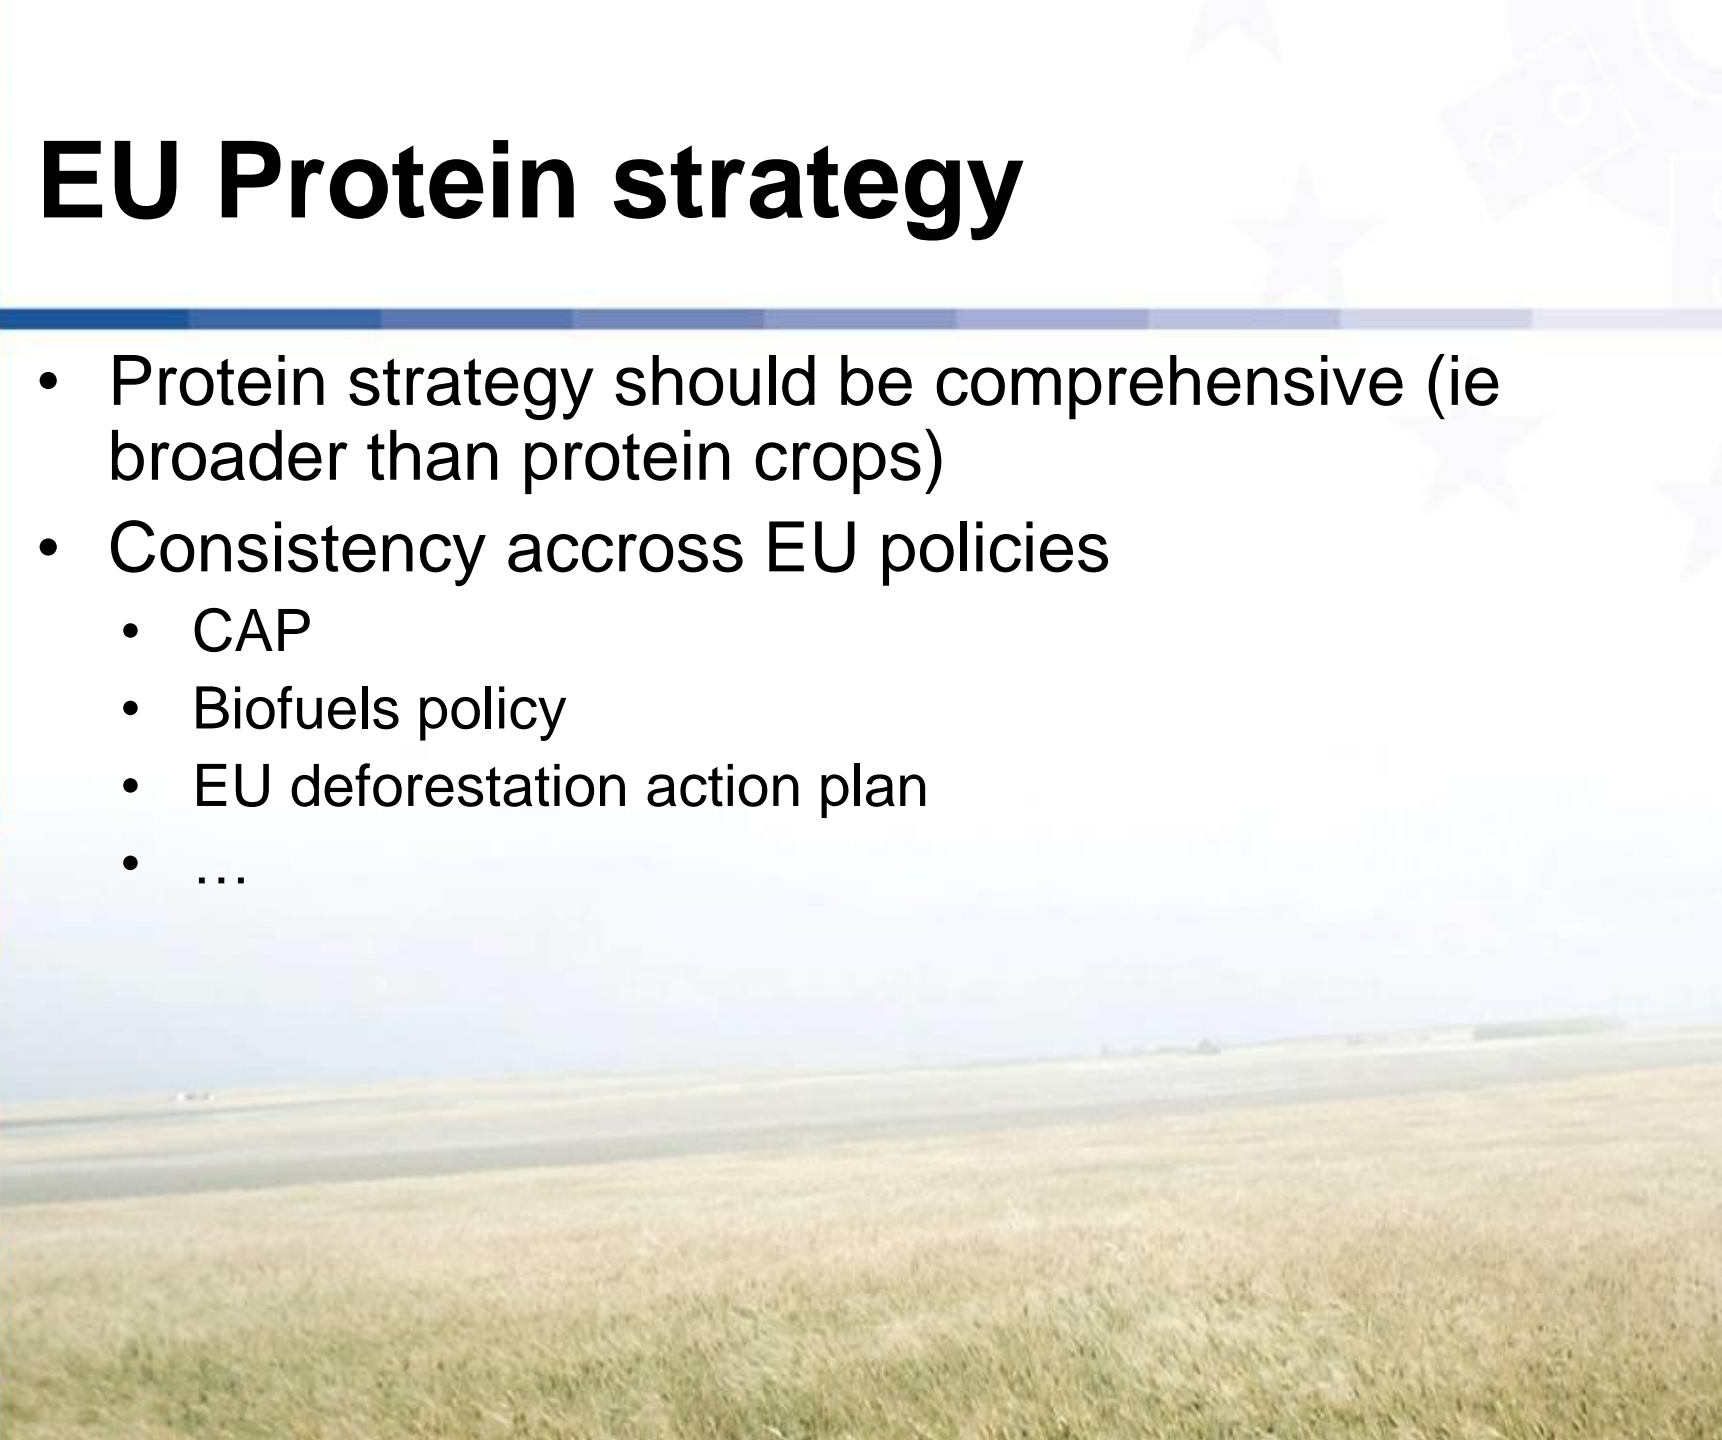 EU Protein strategy
• Protein strategy should be comprehensive (ie
broader than protein crops)
• Consistency accross EU policies
• CAP
• Biofuels policy
• EU deforestation action plan
• …